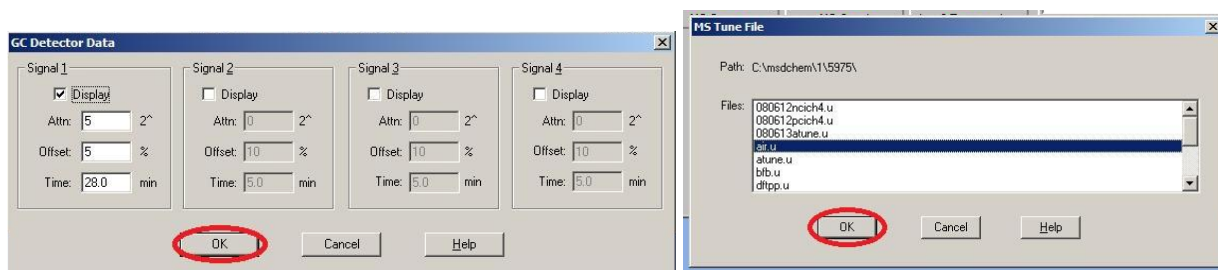 GC Detector Data
Signal 1 Signal 2 Signal 3 Signal 4
Display Display Display Display
Attn: 5 2^ Attn: 0 2^ Attn: 0 2^ Attn: 0 2^
Offset: 5 % Offset: 10 % Offset: 10 % Offset: 10 %
Time: 28.0 min Time: 5.0 min Time: 5.0 min Time: 5.0 min
OK Cancel Help
MS Tune File
Path: C:\msdchem\1\5975\
Files: 080612ncich4.u
080612pcich4.u
080613atune.u
air.u
atune.u
bfb.u
dftpp.u
OK Cancel Help